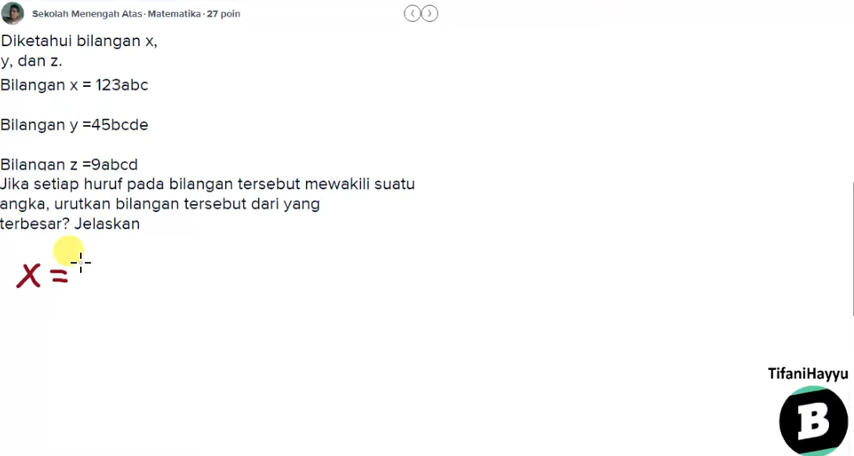 Sekolah Menengah Atas · Matematika · 27 poin
Diketahui bilangan x,
y, dan z.
Bilangan x = 123abc
Bilangan y =45bcde
Bilangan z =9abcd
Jika setiap huruf pada bilangan tersebut mewakili suatu
angka, urutkan bilangan tersebut dari yang
terbesar? Jelaskan
x =
TifaniHayyu
B